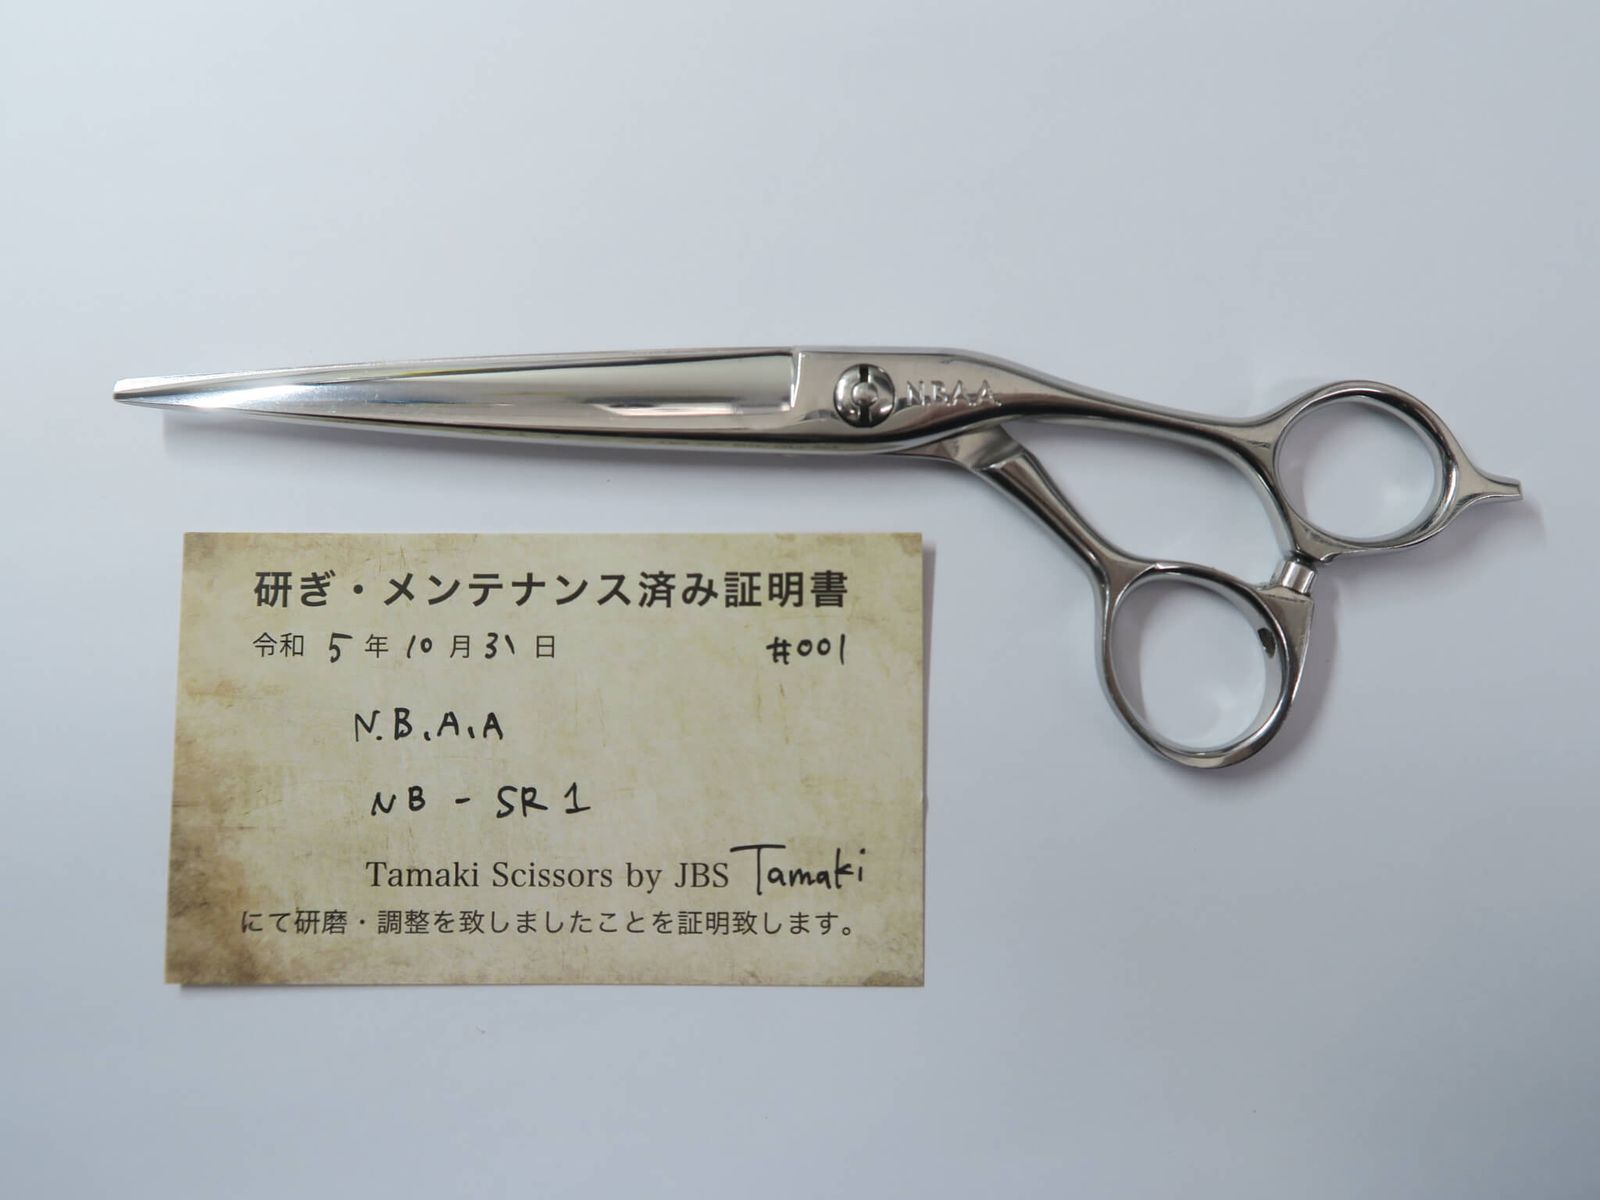 N.B.A.A.
研ぎ・メンテナンス済み証明書
令和 5 年 10 月 31 日 #001
N.B.A.A
NB - SR1
Tamaki Scissors by JBS Tamaki
にて研磨・調整を致しましたことを証明致します。